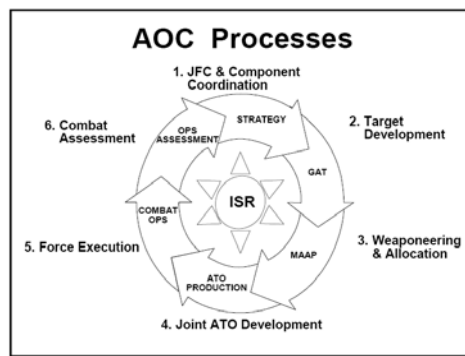 AOC Processes
1. JFC & Component
Coordination
STRATEGY
2. Target
Development
GAT
3. Weaponeering
& Allocation
MAAP
4. Joint ATO Development
ATO
PRODUCTION
5. Force Execution
COMBAT
OPS
6. Combat
Assessment
OPS
ASSESSMENT
ISR